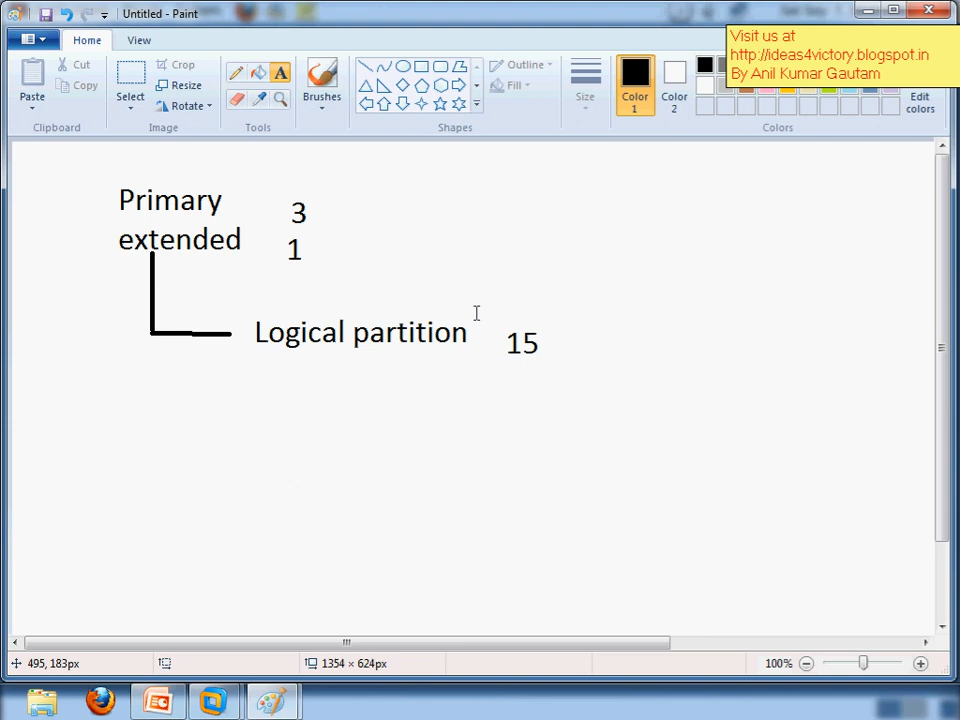 Untitled - Paint
Visit us at
http://ideas4victory.blogspot.in
By Anil Kumar Gautam
Home View
Paste
Cut
Copy
Clipboard
Select
Crop
Resize
Rotate
Image
A
Tools
Brushes
Outline
Fill
Shapes
Size
Color
1
Color
2
Edit
colors
Colors
Primary 3
extended 1
Logical partition 15
495, 183px
1354 × 624px
100%